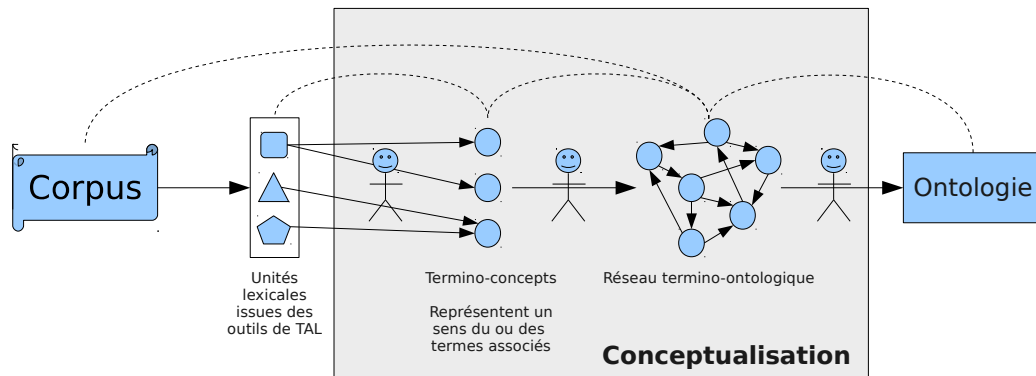 Corpus
Ontologie
Unités
lexicales
issues des
outils de TAL
Termino-concepts
Représentent un
sens du ou des
termes associés
Réseau termino-ontologique
Conceptualisation